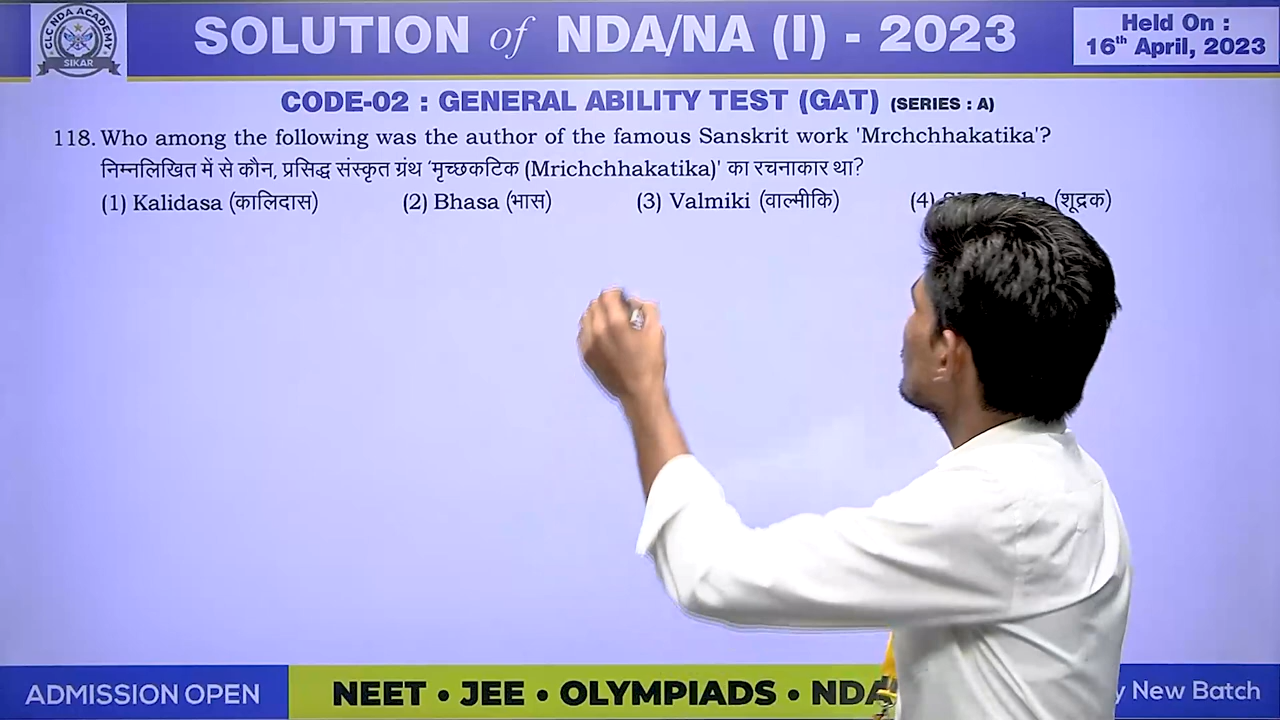 CLC NDA ACADEMY
SIKAR
SOLUTION of NDA/NA (I) - 2023
Held On :
16th April, 2023
CODE-02 : GENERAL ABILITY TEST (GAT) (SERIES : A)
118. Who among the following was the author of the famous Sanskrit work 'Mrchchhakatika'?
निम्नलिखित में से कौन, प्रसिद्ध संस्कृत ग्रंथ ‘मृच्छकटिक (Mrichchhakatika)' का रचनाकार था?
(1) Kalidasa (कालिदास) (2) Bhasa (भास) (3) Valmiki (वाल्मीकि) (4) (शूद्रक)
ADMISSION OPEN NEET • JEE • OLYMPIADS • NDA New Batch